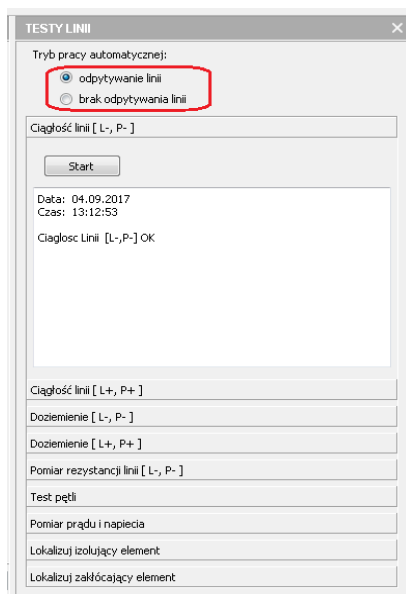 TESTY LINII
Tryb pracy automatycznej:
odpytywanie linii
brak odpytywania linii
Ciągłość linii [ L-, P- ]
Start
Data: 04.09.2017
Czas: 13:12:53
Ciaglosc Linii [L-,P-] OK
Ciągłość linii [ L+, P+ ]
Doziemienie [ L-, P- ]
Doziemienie [ L+, P+ ]
Pomiar rezystancji linii [ L-, P- ]
Test pętli
Pomiar prądu i napiecia
Lokalizuj izolujący element
Lokalizuj zakłócający element